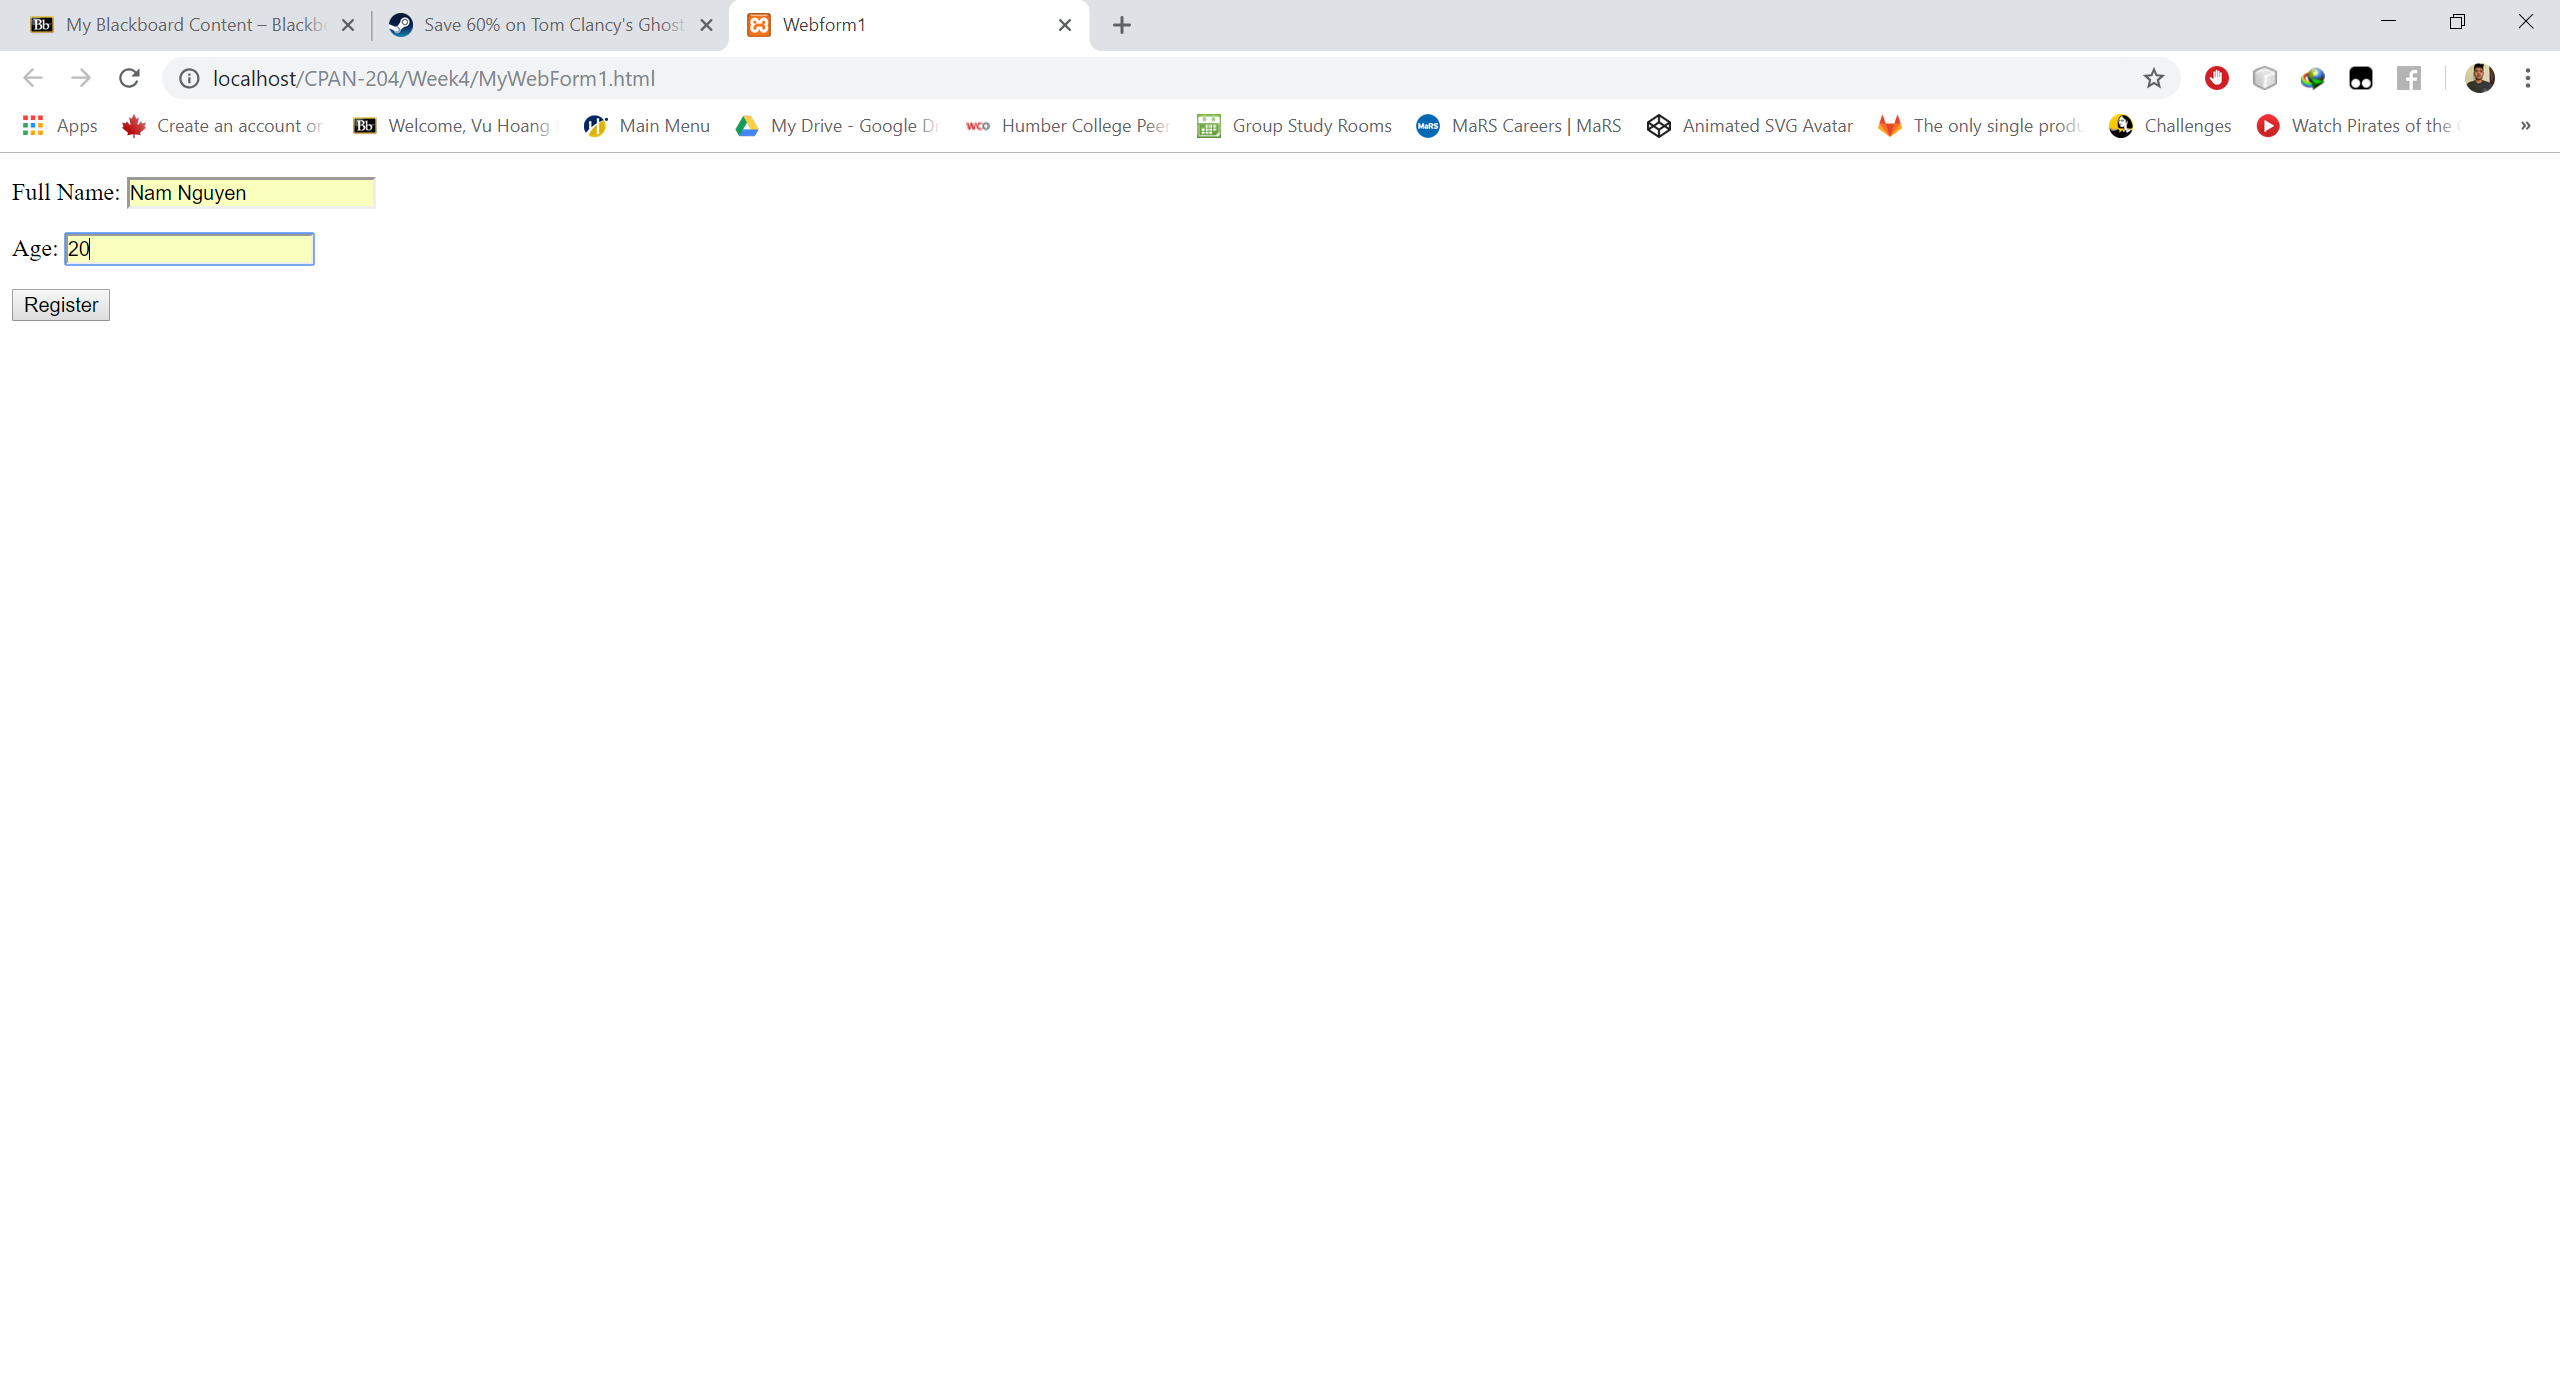 My Blackboard Content – Blackb
Save 60% on Tom Clancy's Ghost
Webform1
localhost/CPAN-204/Week4/MyWebForm1.html
Apps
Create an account or
Bb
Welcome, Vu Hoang
Main Menu
My Drive - Google D
WCO
Humber College Peer
Group Study Rooms
MaRS
MaRS Careers | MaRS
Animated SVG Avatar
The only single produ
Challenges
Watch Pirates of the
»
Full Name: Nam Nguyen
Age: 20
Register